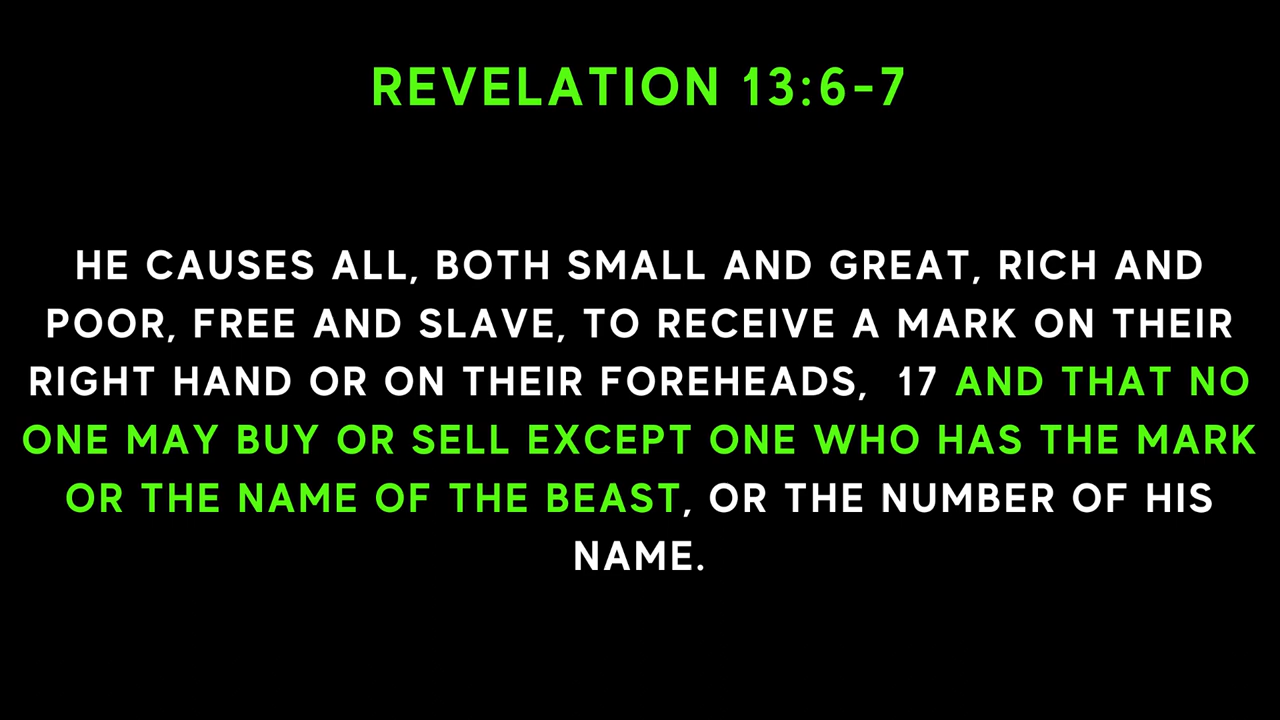 REVELATION 13:6-7
HE CAUSES ALL, BOTH SMALL AND GREAT, RICH AND
POOR, FREE AND SLAVE, TO RECEIVE A MARK ON THEIR
RIGHT HAND OR ON THEIR FOREHEADS,  17 AND THAT NO
ONE MAY BUY OR SELL EXCEPT ONE WHO HAS THE MARK
OR THE NAME OF THE BEAST, OR THE NUMBER OF HIS
NAME.